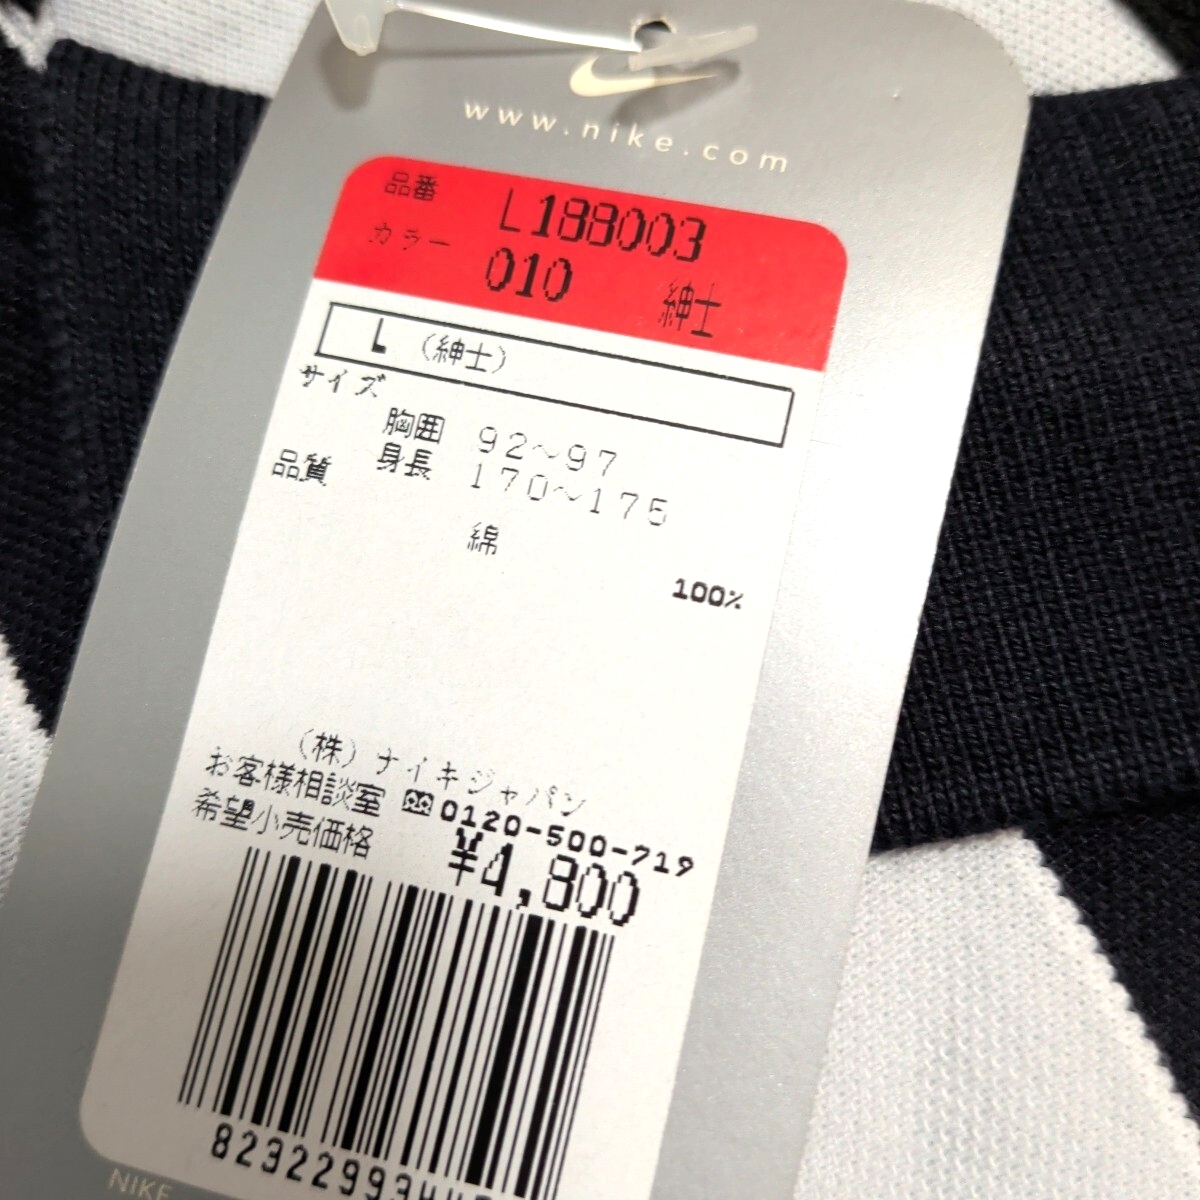 www.nike.com
品番 L188003
カラー 010 紳士
L (紳士)
サイズ
胸囲 92~97
身長 170~175
品質
綿
100%
(株)ナイキジャパン
お客様相談室 0120-500-719
希望小売価格 ¥4,800
NIKE